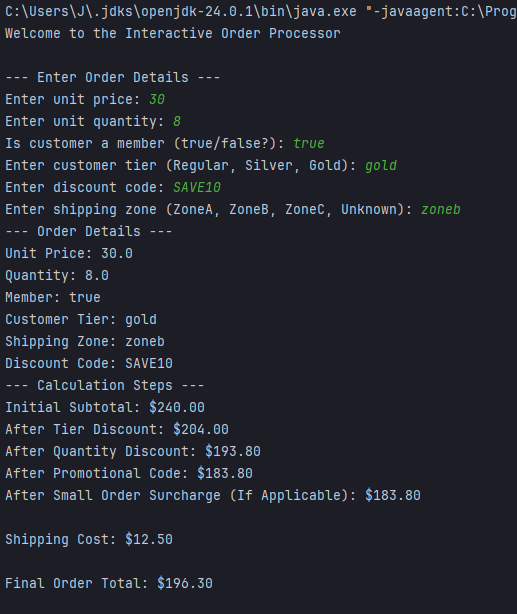 C:\Users\J\.jdks\openjdk-24.0.1\bin\java.exe "-javaagent:C:\Prog
Welcome to the Interactive Order Processor
--- Enter Order Details ---
Enter unit price: 30
Enter unit quantity: 8
Is customer a member (true/false?): true
Enter customer tier (Regular, Silver, Gold): gold
Enter discount code: SAVE10
Enter shipping zone (ZoneA, ZoneB, ZoneC, Unknown): zoneb
--- Order Details ---
Unit Price: 30.0
Quantity: 8.0
Member: true
Customer Tier: gold
Shipping Zone: zoneb
Discount Code: SAVE10
--- Calculation Steps ---
Initial Subtotal: $240.00
After Tier Discount: $204.00
After Quantity Discount: $193.80
After Promotional Code: $183.80
After Small Order Surcharge (If Applicable): $183.80
Shipping Cost: $12.50
Final Order Total: $196.30